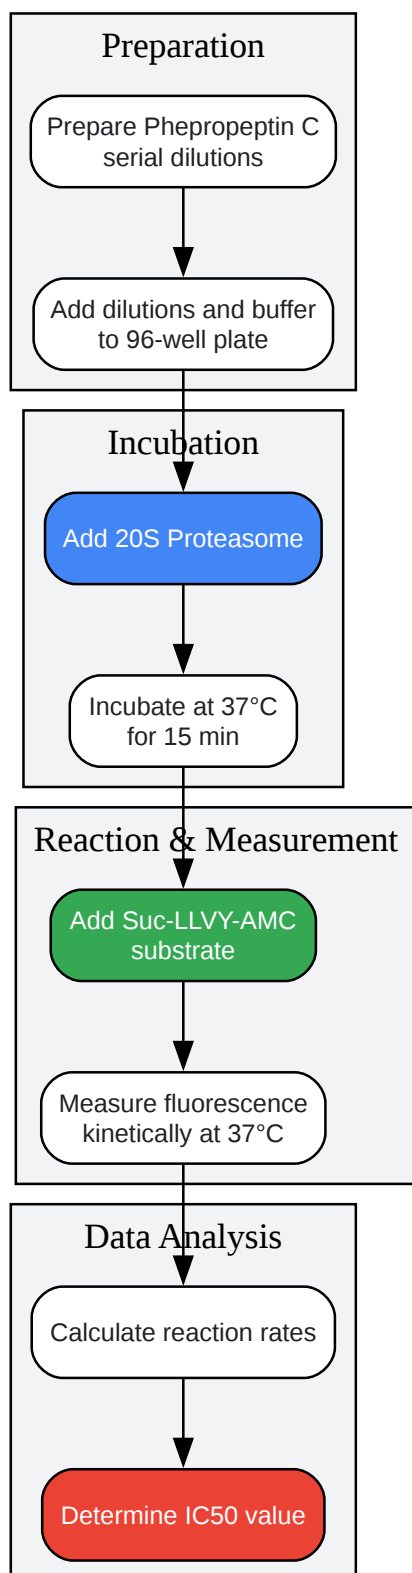 Preparation
Prepare Phepropeptin C
serial dilutions
Add dilutions and buffer
to 96-well plate
Incubation
Add 20S Proteasome
Incubate at 37°C
for 15 min
Reaction & Measurement
Add Suc-LLVY-AMC
substrate
Measure fluorescence
kinetically at 37°C
Data Analysis
Calculate reaction rates
Determine IC50 value